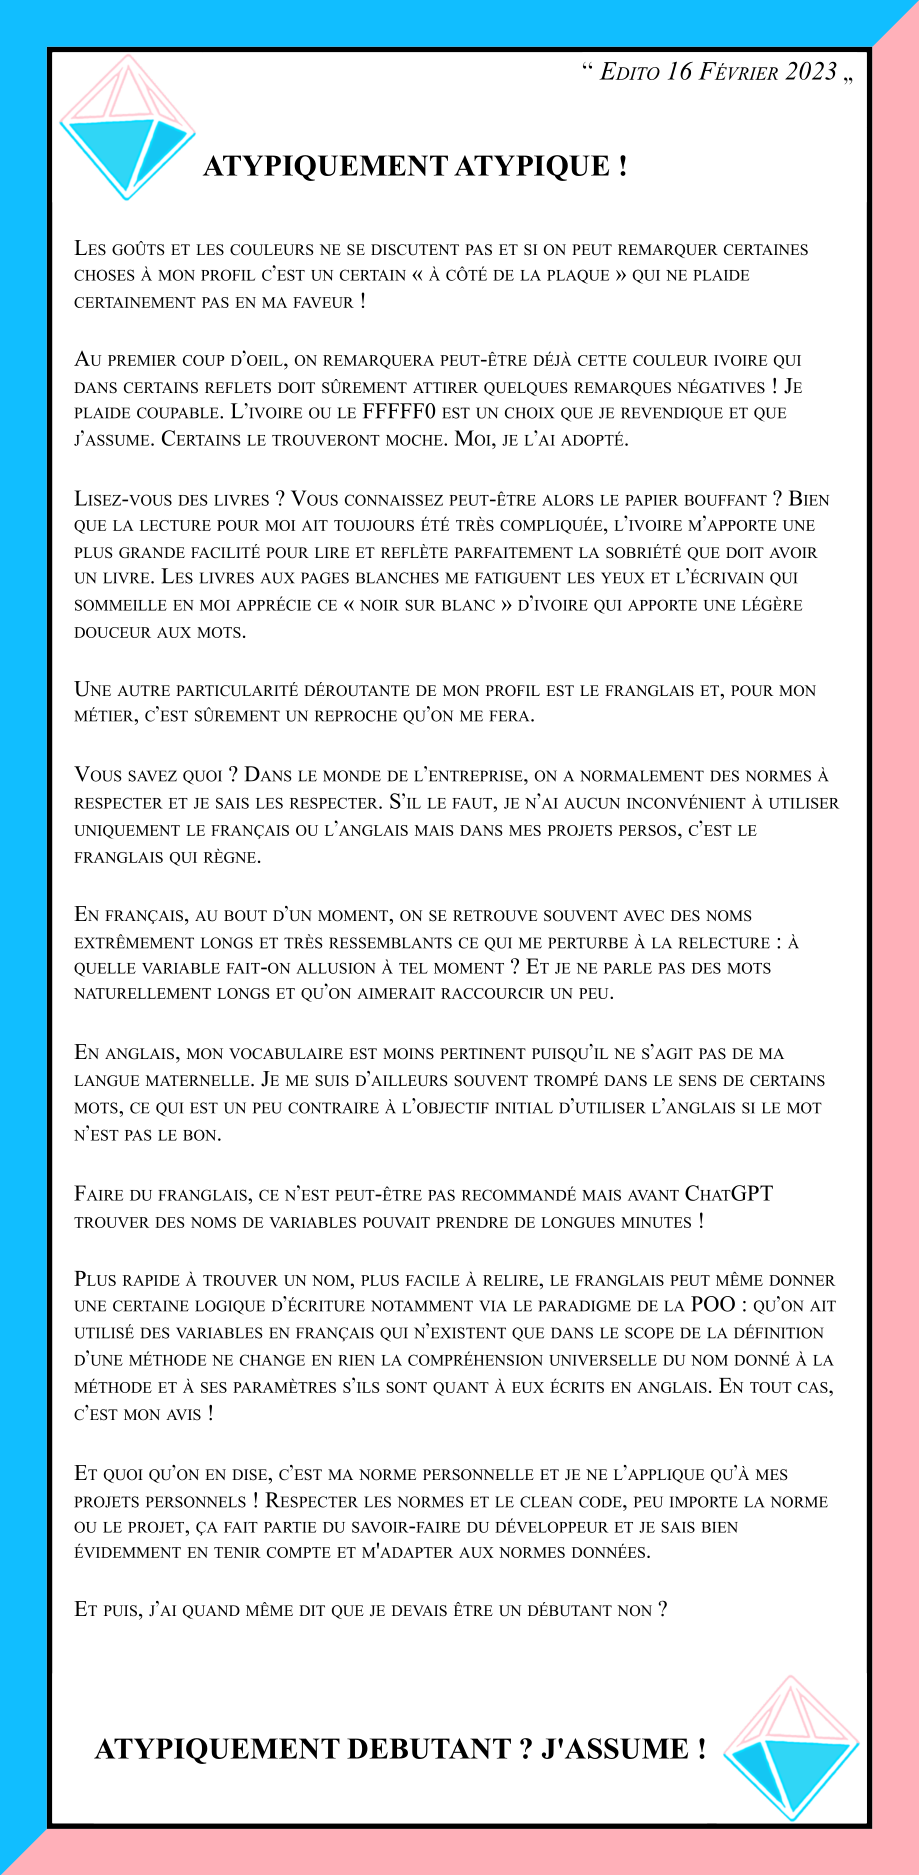 “ Edito 16 Février 2023 „
ATYPIQUEMENT ATYPIQUE !
Les goûts et les couleurs ne se discutent pas et si on peut remarquer certaines
choses à mon profil c’est un certain « à côté de la plaque » qui ne plaide
certainement pas en ma faveur !
Au premier coup d’oeil, on remarquera peut-être déjà cette couleur ivoire qui
dans certains reflets doit sûrement attirer quelques remarques négatives ! Je
plaide coupable. L’ivoire ou le FFFFF0 est un choix que je revendique et que
j’assume. Certains le trouveront moche. Moi, je l’ai adopté.
Lisez-vous des livres ? Vous connaissez peut-être alors le papier bouffant ? Bien
que la lecture pour moi ait toujours été très compliquée, l’ivoire m’apporte une
plus grande facilité pour lire et reflète parfaitement la sobriété que doit avoir
un livre. Les livres aux pages blanches me fatiguent les yeux et l’écrivain qui
sommeille en moi apprécie ce « noir sur blanc » d’ivoire qui apporte une légère
douceur aux mots.
Une autre particularité déroutante de mon profil est le franglais et, pour mon
métier, c’est sûrement un reproche qu’on me fera.
Vous savez quoi ? Dans le monde de l’entreprise, on a normalement des normes à
respecter et je sais les respecter. S’il le faut, je n’ai aucun inconvénient à utiliser
uniquement le français ou l’anglais mais dans mes projets persos, c’est le
franglais qui règne.
En français, au bout d’un moment, on se retrouve souvent avec des noms
extrêmement longs et très ressemblants ce qui me perturbe à la relecture : à
quelle variable fait-on allusion à tel moment ? Et je ne parle pas des mots
naturellement longs et qu’on aimerait raccourcir un peu.
En anglais, mon vocabulaire est moins pertinent puisqu’il ne s’agit pas de ma
langue maternelle. Je me suis d’ailleurs souvent trompé dans le sens de certains
mots, ce qui est un peu contraire à l’objectif initial d’utiliser l’anglais si le mot
n’est pas le bon.
Faire du franglais, ce n’est peut-être pas recommandé mais avant ChatGPT
trouver des noms de variables pouvait prendre de longues minutes !
Plus rapide à trouver un nom, plus facile à relire, le franglais peut même donner
une certaine logique d’écriture notamment via le paradigme de la POO : qu’on ait
utilisé des variables en français qui n’existent que dans le scope de la définition
d’une méthode ne change en rien la compréhension universelle du nom donné à la
méthode et à ses paramètres s’ils sont quant à eux écrits en anglais. En tout cas,
c’est mon avis !
Et quoi qu’on en dise, c’est ma norme personnelle et je ne l’applique qu’à mes
projets personnels ! Respecter les normes et le clean code, peu importe la norme
ou le projet, ça fait partie du savoir-faire du développeur et je sais bien
évidemment en tenir compte et m'adapter aux normes données.
Et puis, j’ai quand même dit que je devais être un débutant non ?
ATYPIQUEMENT DEBUTANT ? J'ASSUME !